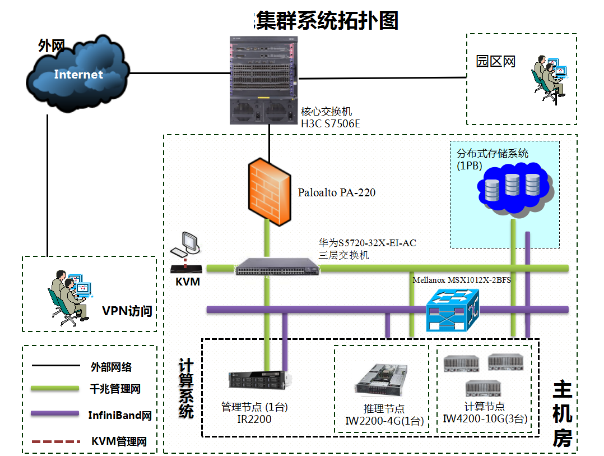 集群系统拓扑图
外网
Internet
园区网
核心交换机
H3C S7506E
分布式存储系统
(1PB)
Paloalto PA-220
华为S5720-32X-EI-AC
三层交换机
KVM
Mellanox MSX1012X-2BFS
VPN访问
计算系统
管理节点 (1台)
IR2200
推理节点
IW2200-4G(1台)
计算节点
IW4200-10G(3台)
主机房
外部网络
千兆管理网
InfiniBand网
KVM管理网